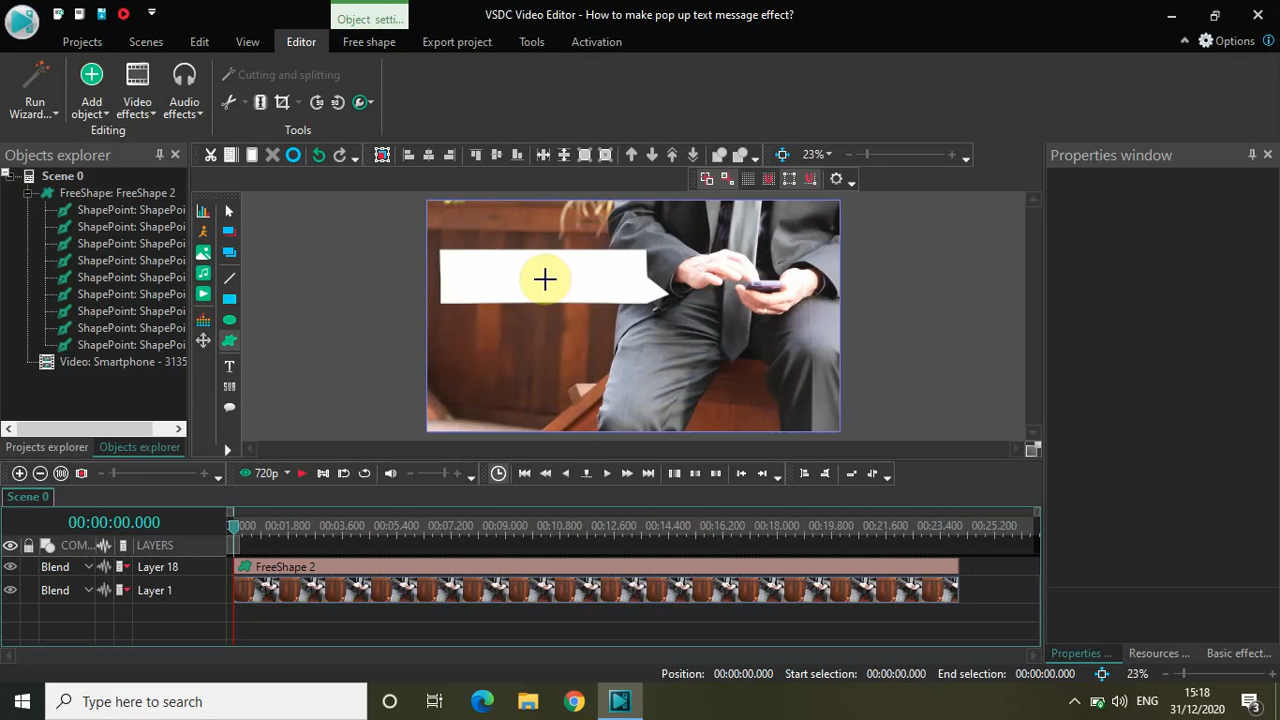 VSDC Video Editor - How to make pop up text message effect?
Object setti...
Projects
Scenes
Edit
View
Editor
Free shape
Export project
Tools
Activation
Options
Run
Wizard...
Add
object
Video
effects
Audio
effects
Editing
Cutting and splitting
Tools
Objects explorer
23%
Properties window
Scene 0
FreeShape: FreeShape 2
ShapePoint: ShapePoi
ShapePoint: ShapePoi
ShapePoint: ShapePoi
ShapePoint: ShapePoi
ShapePoint: ShapePoi
ShapePoint: ShapePoi
ShapePoint: ShapePoi
ShapePoint: ShapePoi
ShapePoint: ShapePoi
Video: Smartphone - 3135
T
Projects explorer
Objects explorer
720p
Scene 0
00:00:00.000
000
00:01.800
00:03.600
00:05.400
00:07.200
00:09.000
00:10.800
00:12.600
00:14.400
00:16.200
00:18.000
00:19.800
00:21.600
00:23.400
00:25.200
COM...
LAYERS
Blend
Layer 18
FreeShape 2
Blend
Layer 1
Properties ...
Resources ...
Basic effect...
Position: 00:00:00.000
Start selection: 00:00:00.000
End selection: 00:00:00.000
23%
Type here to search
ENG
15:18
31/12/2020
3